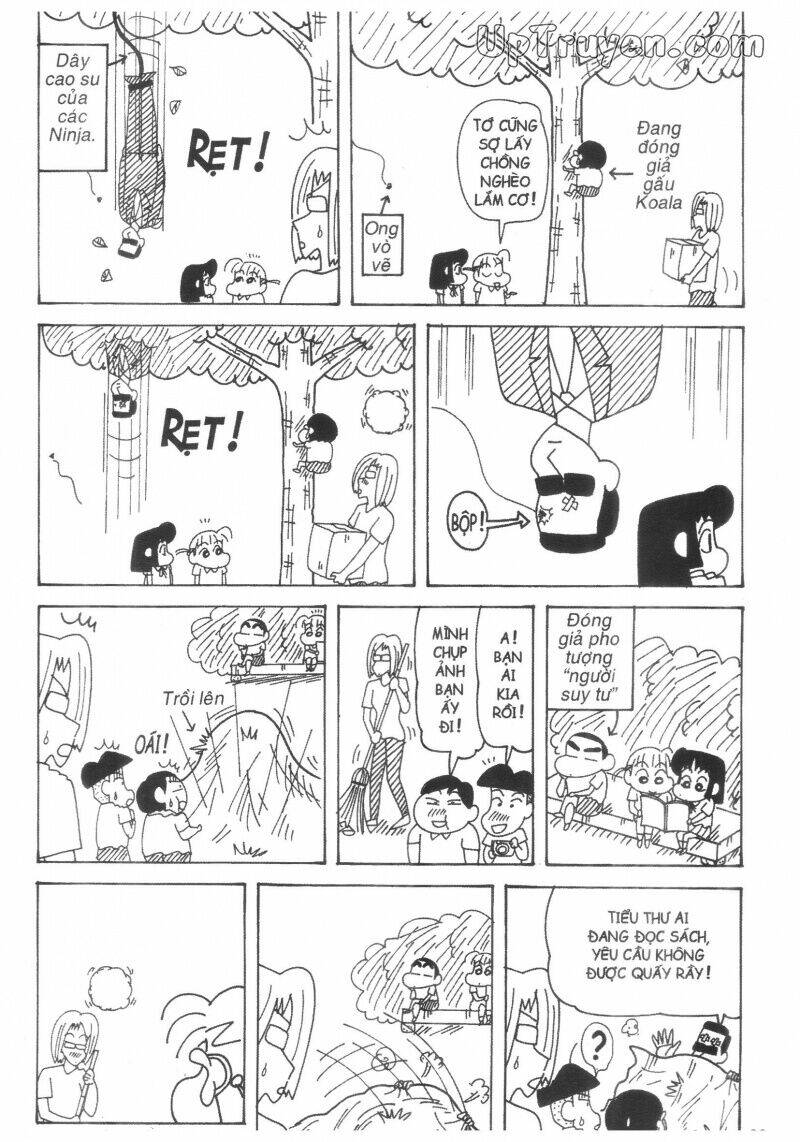 UpTruyen.com
Dây
cao su
của
các
Ninja.
RẸT!
TỚ CŨNG
SỢ LẤY
CHỒNG
NGHÈO
LẮM CƠ!
Đang
đóng
giả
gấu
Koala
Ong
vò
vẽ
RẸT!
BỘP!
Trồi lên
OÁI!
MÌNH
CHỤP
ẢNH
BẠN
ẤY
ĐI!
A!
BẠN
AI
KIA
RỒI!
Đóng
giả pho
tượng
"người
suy tư"
TIỂU THƯ AI
ĐANG ĐỌC SÁCH,
YÊU CẦU KHÔNG
ĐƯỢC QUẤY RẦY!
?